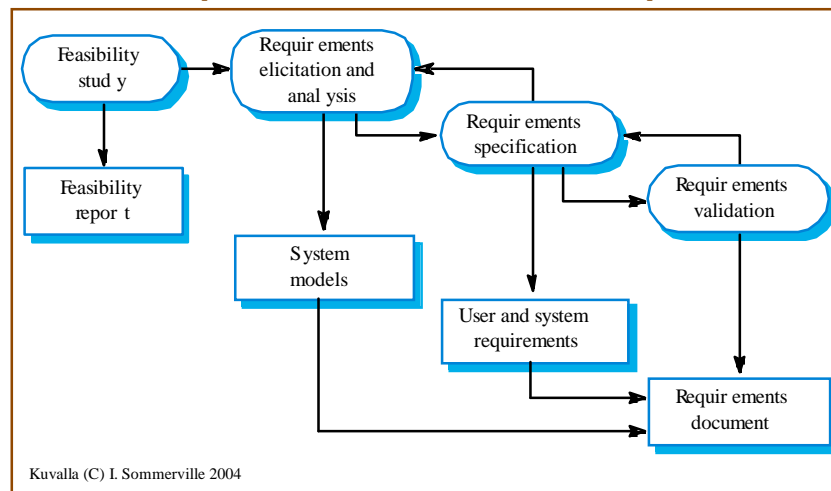 Feasibility
stud y
Requir ements
elicitation and
anal ysis
Requir ements
specification
Requir ements
validation
Feasibility
repor t
System
models
User and system
requirements
Requir ements
document
Kuvalla (C) I. Sommerville 2004